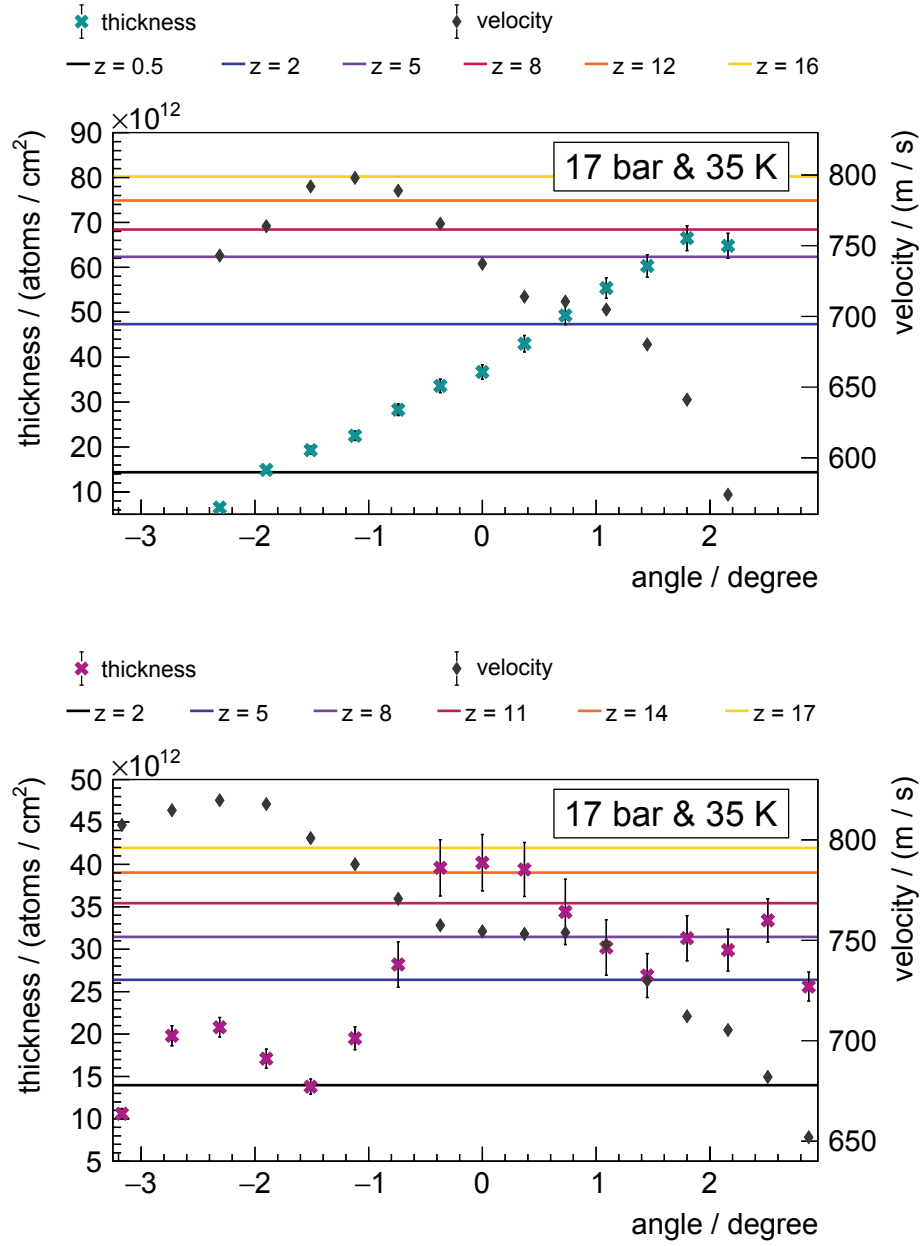 thickness velocity
z = 0.5 z = 2 z = 5 z = 8 z = 12 z = 16
×10¹²
17 bar & 35 K
thickness / (atoms / cm²)
90
80
70
60
50
40
30
20
10
velocity / (m / s)
800
750
700
650
600
−3 −2 −1 0 1 2
angle / degree
thickness velocity
z = 2 z = 5 z = 8 z = 11 z = 14 z = 17
×10¹²
17 bar & 35 K
thickness / (atoms / cm²)
50
45
40
35
30
25
20
15
10
5
velocity / (m / s)
800
750
700
650
−3 −2 −1 0 1 2
angle / degree